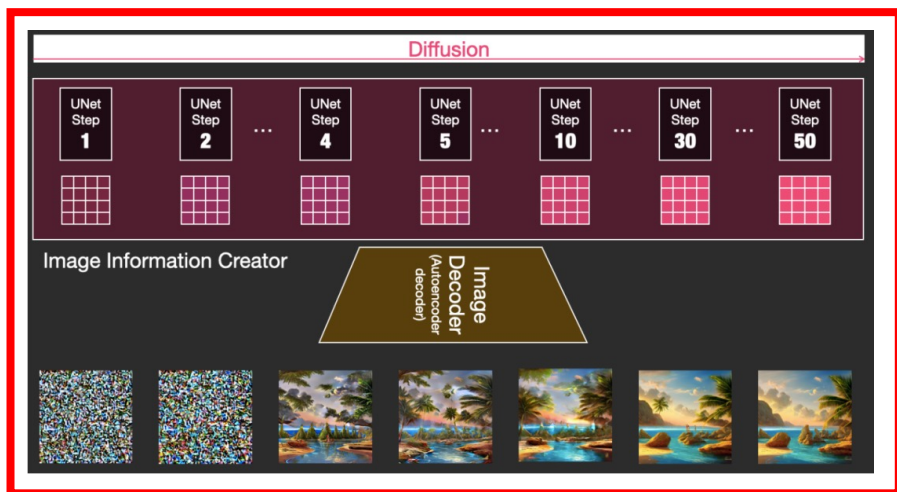 Diffusion
UNet
Step
1
UNet
Step
2
...
UNet
Step
4
UNet
Step
5
...
UNet
Step
10
...
UNet
Step
30
...
UNet
Step
50
Image Information Creator
Image
Decoder
(Autoencoder
decoder)